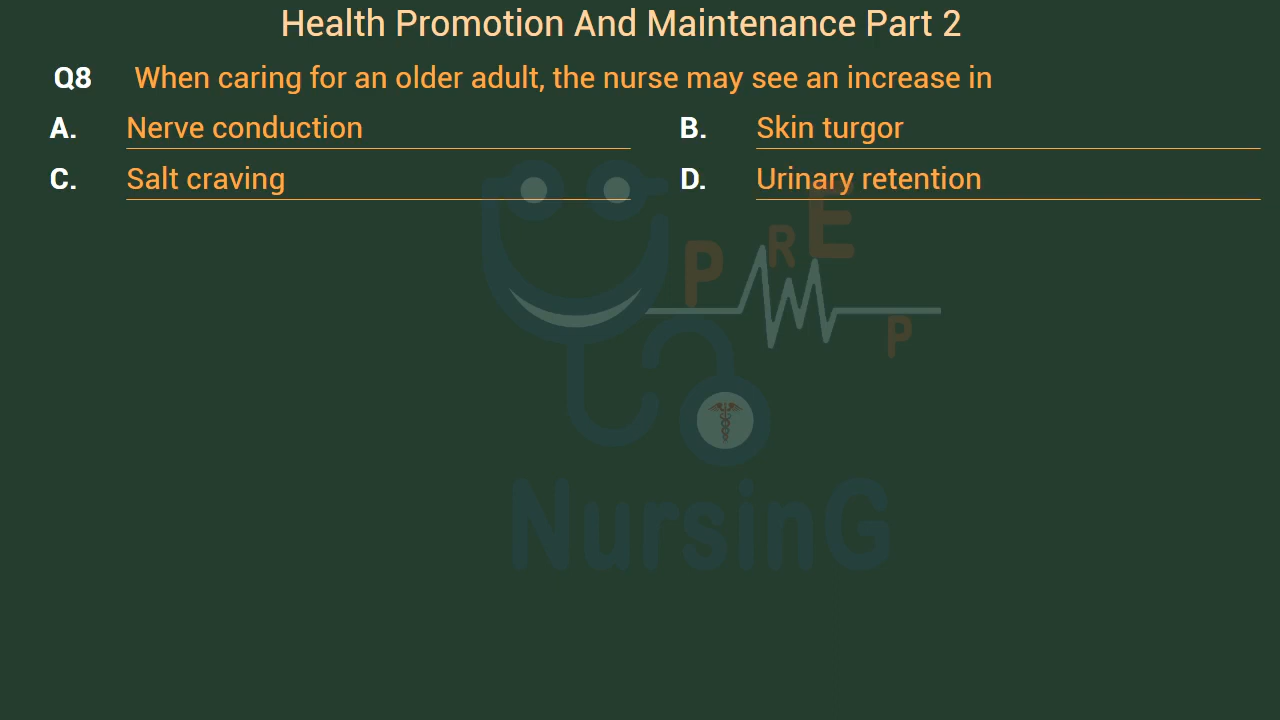 Health Promotion And Maintenance Part 2
Q8 When caring for an older adult, the nurse may see an increase in
A. Nerve conduction B. Skin turgor
C. Salt craving D. Urinary retention
PREP
NursinG